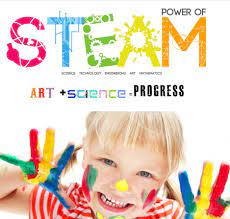 POWER OF
STEAM
SCIENCE TECHNOLOGY ENGINEERING ART MATHEMATICS
ART + science = PROGRESS